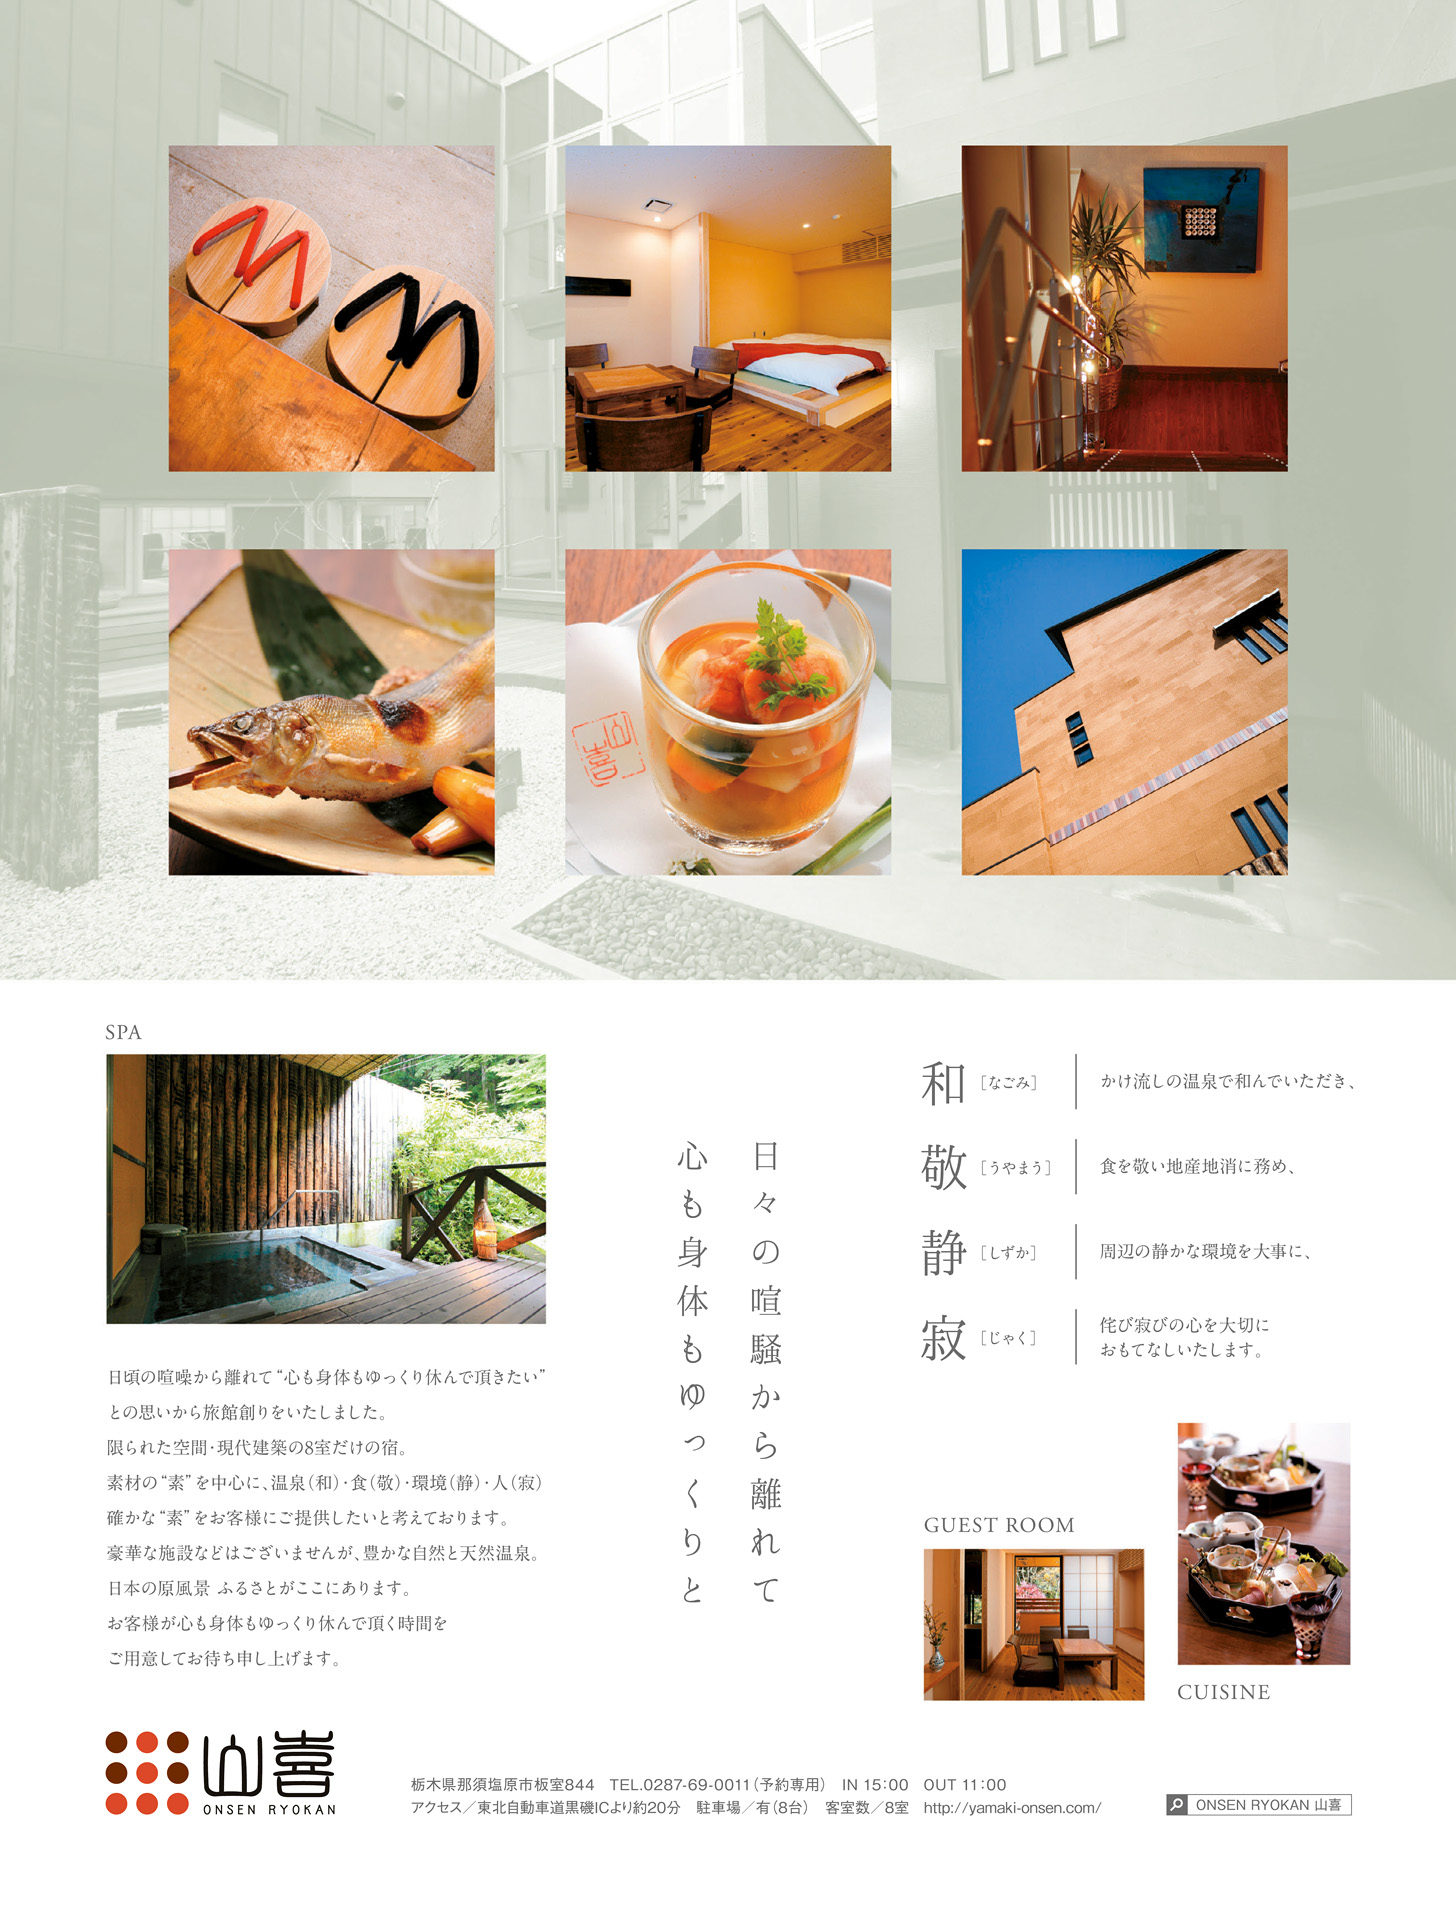 SPA
日頃の喧噪から離れて“心も身体もゆっくり休んで頂きたい”
との思いから旅館創りをいたしました。
限られた空間・現代建築の8室だけの宿。
素材の“素”を中心に、温泉(和)・食(敬)・環境(静)・人(寂)
確かな“素”をお客様にご提供したいと考えております。
豪華な施設などはございませんが、豊かな自然と天然温泉。
日本の原風景 ふるさとがここにあります。
お客様が心も身体もゆっくり休んで頂く時間を
ご用意してお待ち申し上げます。
日々の喧騒から離れて
心も身体もゆっくりと
和 [なごみ] かけ流しの温泉で和んでいただき、
敬 [うやまう] 食を敬い地産地消に務め、
静 [しずか] 周辺の静かな環境を大事に、
寂 [じゃく] 侘び寂びの心を大切に
おもてなしいたします。
GUEST ROOM
CUISINE
山喜
ONSEN RYOKAN
栃木県那須塩原市板室844 TEL.0287-69-0011(予約専用) IN 15:00 OUT 11:00
アクセス／東北自動車道黒磯ICより約20分 駐車場／有(8台) 客室数／8室 http://yamaki-onsen.com/
ONSEN RYOKAN 山喜